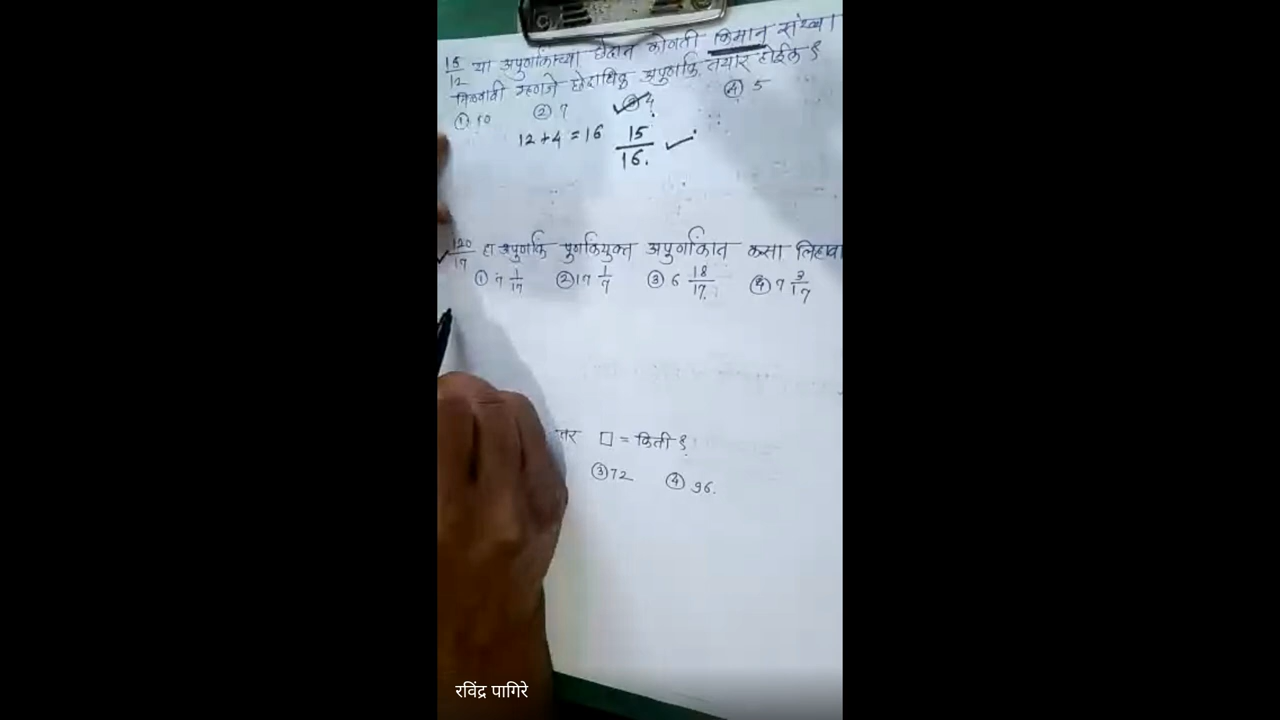 15/12 या अपुर्णांकाच्या छेदात कोणती किमान संख्या
मिळवावी म्हणजे छेदाधिक अपुर्णांक तयार होईल ?
① 10 ② 7 ③ ४ ④ 5
12 + 4 = 16 15/16.
120/17 हा अपुर्णांक पुर्णांकयुक्त अपुर्णांकात कसा लिहावा
① 7 1/17 ② 17 1/7 ③ 6 18/17. ④ 7 3/17
तर □ = किती ?
③ 72 ④ 96.
रविंद्र पागिरे